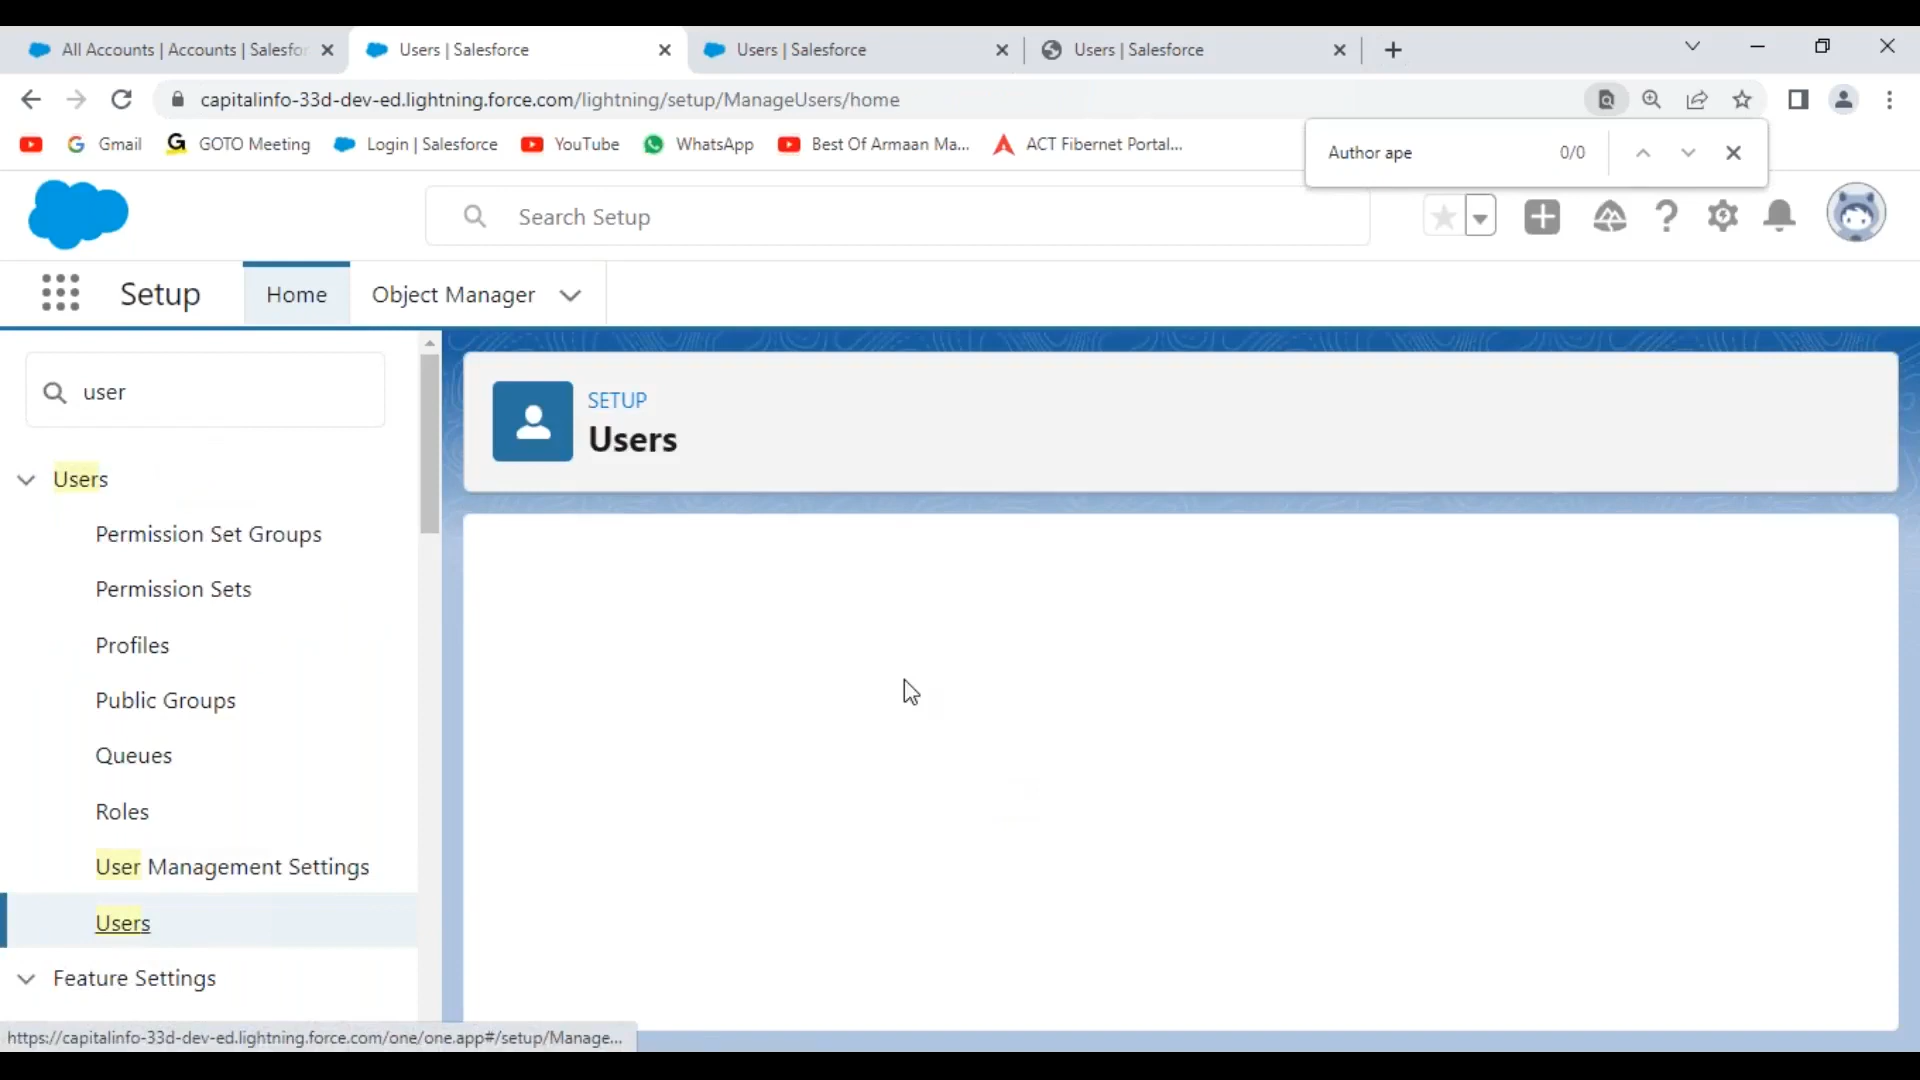 All Accounts | Accounts | Salesfor
Users | Salesforce
Users | Salesforce
Users | Salesforce
capitalinfo-33d-dev-ed.lightning.force.com/lightning/setup/ManageUsers/home
Gmail
GOTO Meeting
Login | Salesforce
YouTube
WhatsApp
Best Of Armaan Ma...
ACT Fibernet Portal...
Author ape 0/0
Search Setup
Setup
Home
Object Manager
user
SETUP
Users
Users
Permission Set Groups
Permission Sets
Profiles
Public Groups
Queues
Roles
User Management Settings
Users
Feature Settings
https://capitalinfo-33d-dev-ed.lightning.force.com/one/one.app#/setup/Manage...